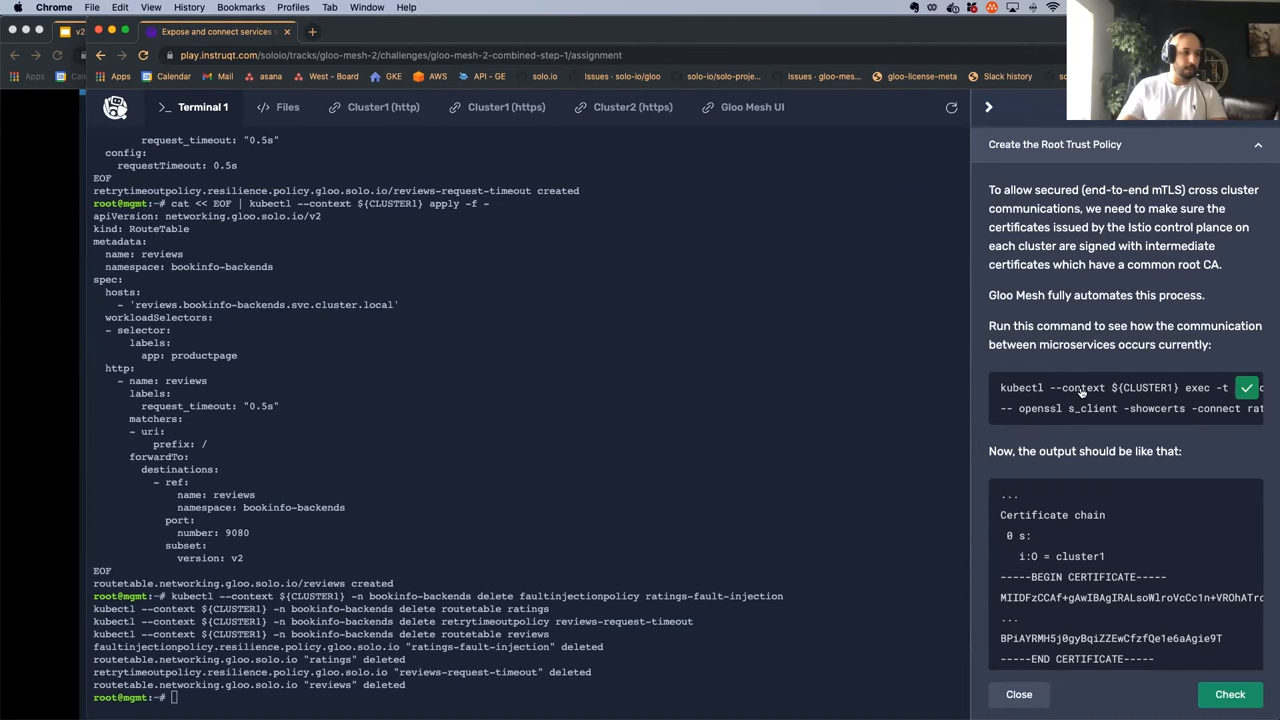 Chrome File Edit View History Bookmarks Profiles Tab Window Help
v2
Expose and connect services
play.instruqt.com/soloio/tracks/gloo-mesh-2/challenges/gloo-mesh-2-combined-step-1/assignment
Apps
Apps Calendar Mail asana West - Board GKE AWS API - GE solo.io Issues · solo-io/gloo solo-io/solo-proje... Issues · gloo-mes... gloo-license-meta Slack history
Terminal 1 Files Cluster1 (http) Cluster1 (https) Cluster2 (https) Gloo Mesh UI
request_timeout: "0.5s"
config:
requestTimeout: 0.5s
EOF
retrytimeoutpolicy.resilience.policy.gloo.solo.io/reviews-request-timeout created
root@mgmt:~# cat << EOF | kubectl --context ${CLUSTER1} apply -f -
apiVersion: networking.gloo.solo.io/v2
kind: RouteTable
metadata:
name: reviews
namespace: bookinfo-backends
spec:
hosts:
- 'reviews.bookinfo-backends.svc.cluster.local'
workloadSelectors:
- selector:
labels:
app: productpage
http:
- name: reviews
labels:
request_timeout: "0.5s"
matchers:
- uri:
prefix: /
forwardTo:
destinations:
- ref:
name: reviews
namespace: bookinfo-backends
port:
number: 9080
subset:
version: v2
EOF
routetable.networking.gloo.solo.io/reviews created
root@mgmt:~# kubectl --context ${CLUSTER1} -n bookinfo-backends delete faultinjectionpolicy ratings-fault-injection
kubectl --context ${CLUSTER1} -n bookinfo-backends delete routetable ratings
kubectl --context ${CLUSTER1} -n bookinfo-backends delete retrytimeoutpolicy reviews-request-timeout
kubectl --context ${CLUSTER1} -n bookinfo-backends delete routetable reviews
faultinjectionpolicy.resilience.policy.gloo.solo.io "ratings-fault-injection" deleted
routetable.networking.gloo.solo.io "ratings" deleted
retrytimeoutpolicy.resilience.policy.gloo.solo.io "reviews-request-timeout" deleted
routetable.networking.gloo.solo.io "reviews" deleted
root@mgmt:~#
Create the Root Trust Policy
To allow secured (end-to-end mTLS) cross cluster
communications, we need to make sure the
certificates issued by the Istio control plance on
each cluster are signed with intermediate
certificates which have a common root CA.
Gloo Mesh fully automates this process.
Run this command to see how the communication
between microservices occurs currently:
kubectl --context ${CLUSTER1} exec -t
-- openssl s_client -showcerts -connect rat
Now, the output should be like that:
...
Certificate chain
0 s:
i:O = cluster1
-----BEGIN CERTIFICATE-----
MIIDFzCCAf+gAwIBAgIRALsoWlroVcCc1n+VROhATrc
...
BPiAYRMH5j0gyBqiZZEwCfzfQe1e6aAgie9T
-----END CERTIFICATE-----
Close
Check